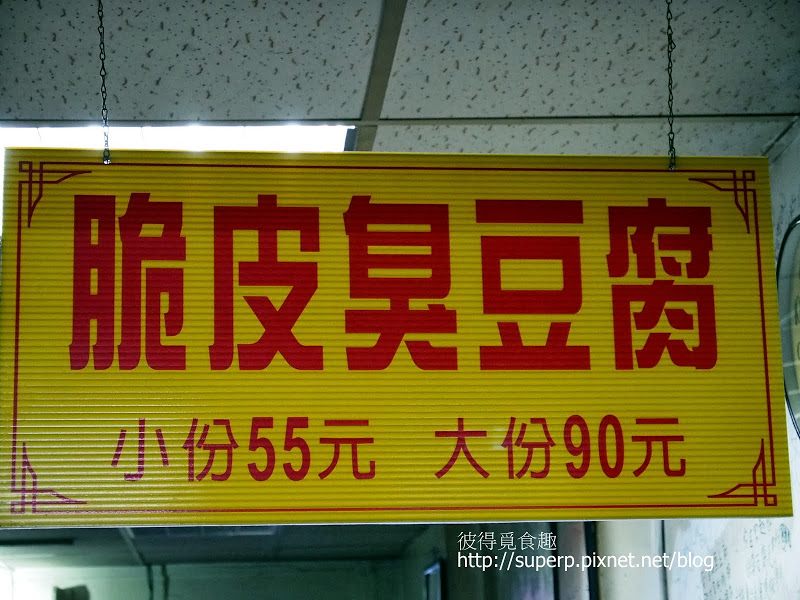 脆皮臭豆腐
小份55元 大份90元
彼得覓食趣
http://superp.pixnet.net/blog